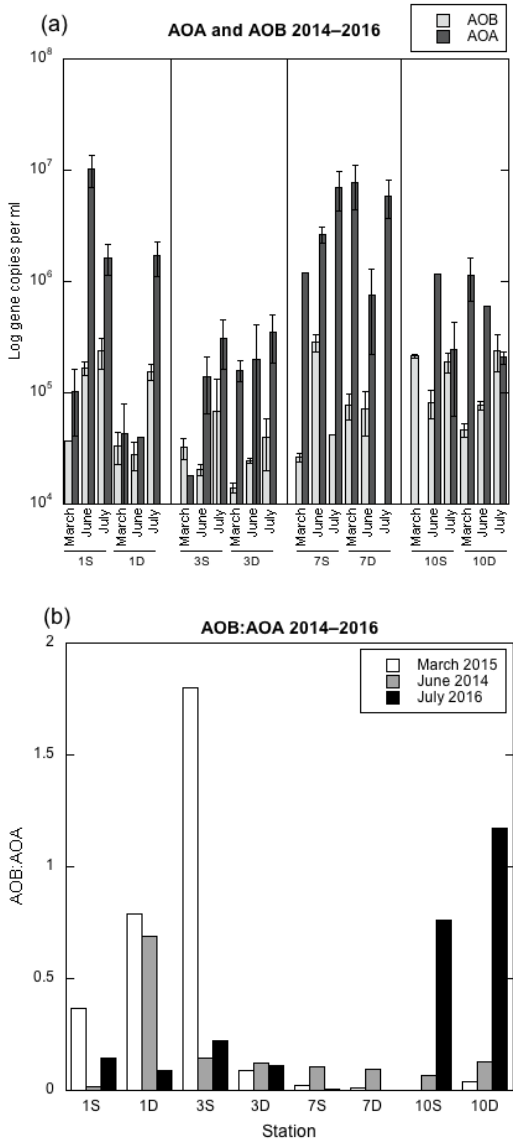 (a)
AOA and AOB 2014–2016
AOB
AOA
Log gene copies per ml
10^8
10^7
10^6
10^5
10^4
March June July March June July March June July March June July March June July March June July March June July March June July
1S 1D 3S 3D 7S 7D 10S 10D
(b)
AOB:AOA 2014–2016
March 2015
June 2014
July 2016
AOB:AOA
2
1.5
1
0.5
0
1S 1D 3S 3D 7S 7D 10S 10D
Station